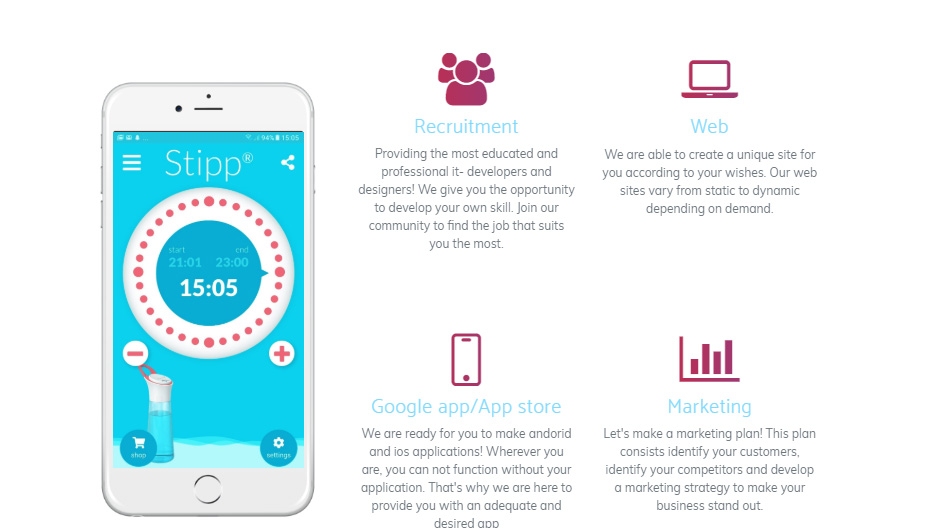 94% 15:05
Stipp®
start end
21:01 23:00
15:05
shop
settings
Recruitment
Providing the most educated and
professional it- developers and
designers! We give you the opportunity
to develop your own skill. Join our
community to find the job that suits
you the most.
Web
We are able to create a unique site for
you according to your wishes. Our web
sites vary from static to dynamic
depending on demand.
Google app/App store
We are ready for you to make andorid
and ios applications! Wherever you
are, you can not function without your
application. That's why we are here to
provide you with an adequate and
desired app
Marketing
Let's make a marketing plan! This plan
consists identify your customers,
identify your competitors and develop
a marketing strategy to make your
business stand out.